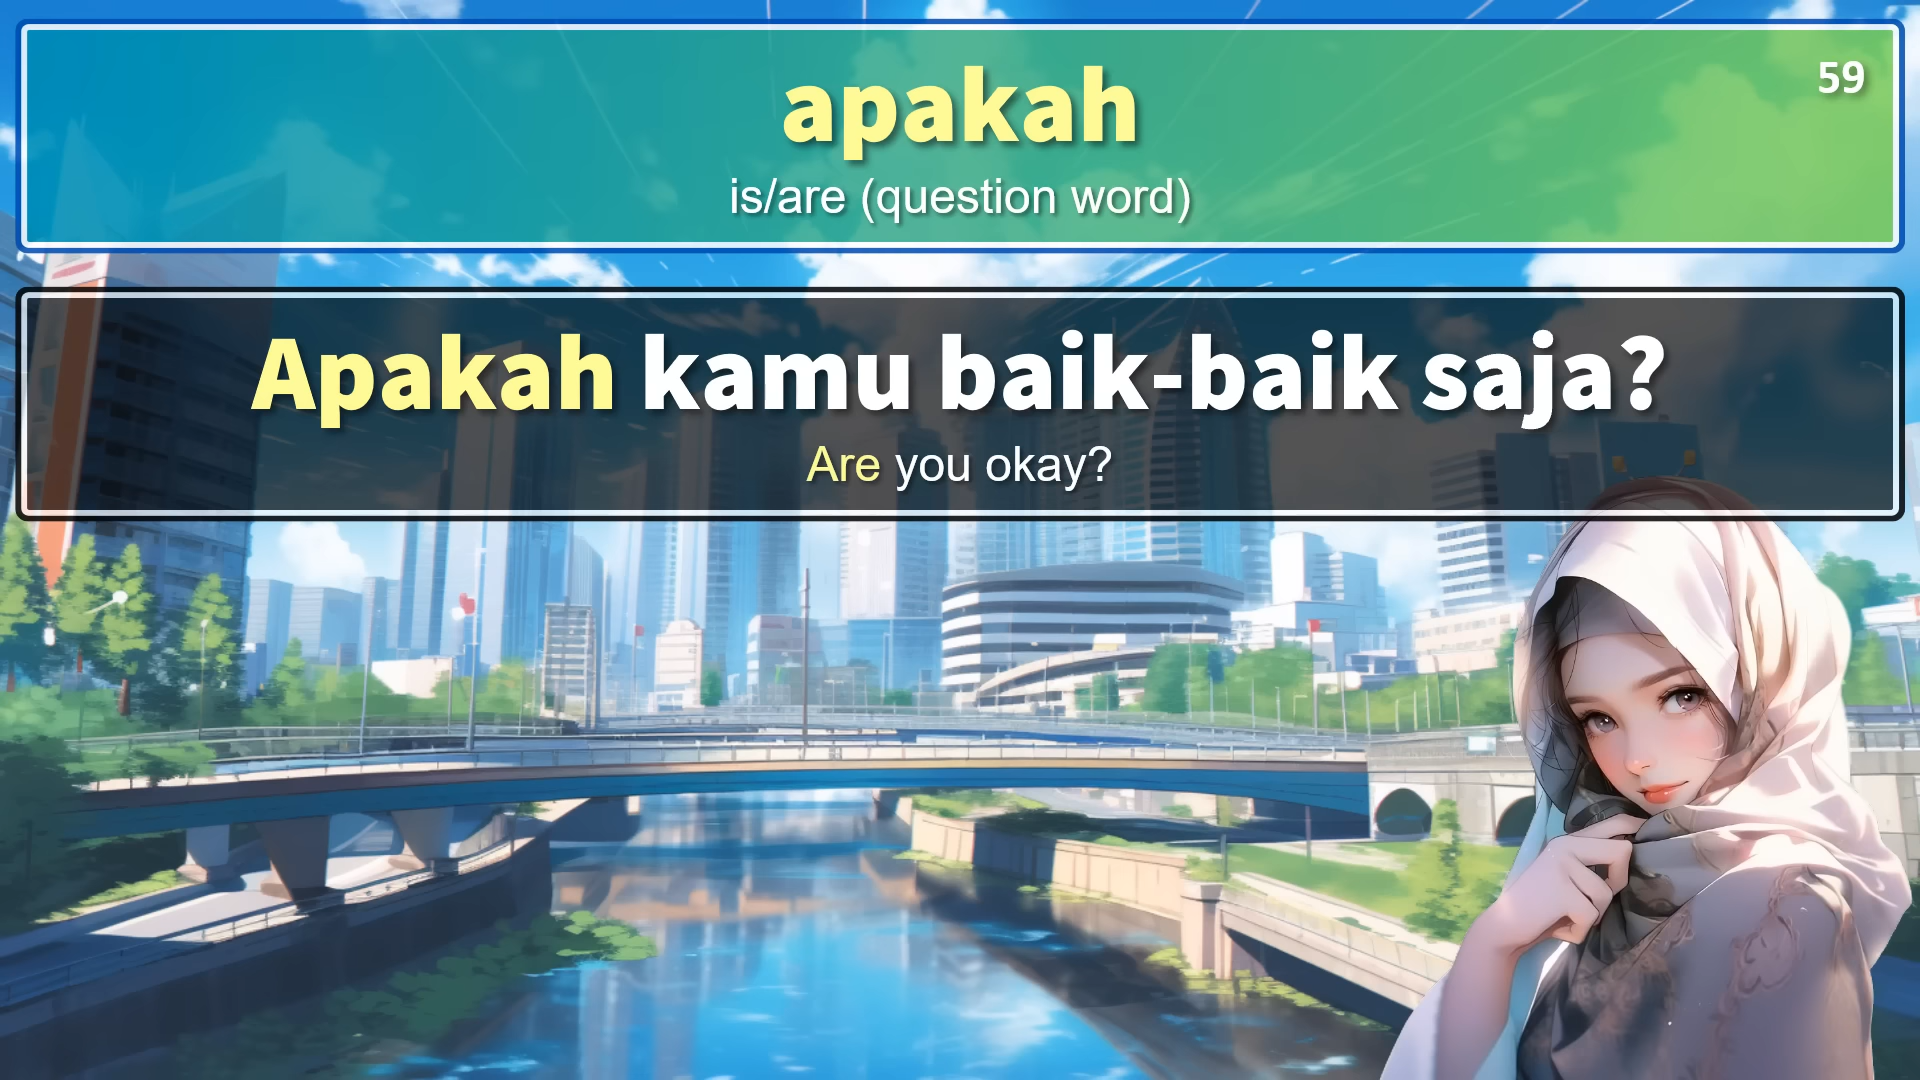 apakah
59
is/are (question word)
Apakah kamu baik-baik saja?
Are you okay?